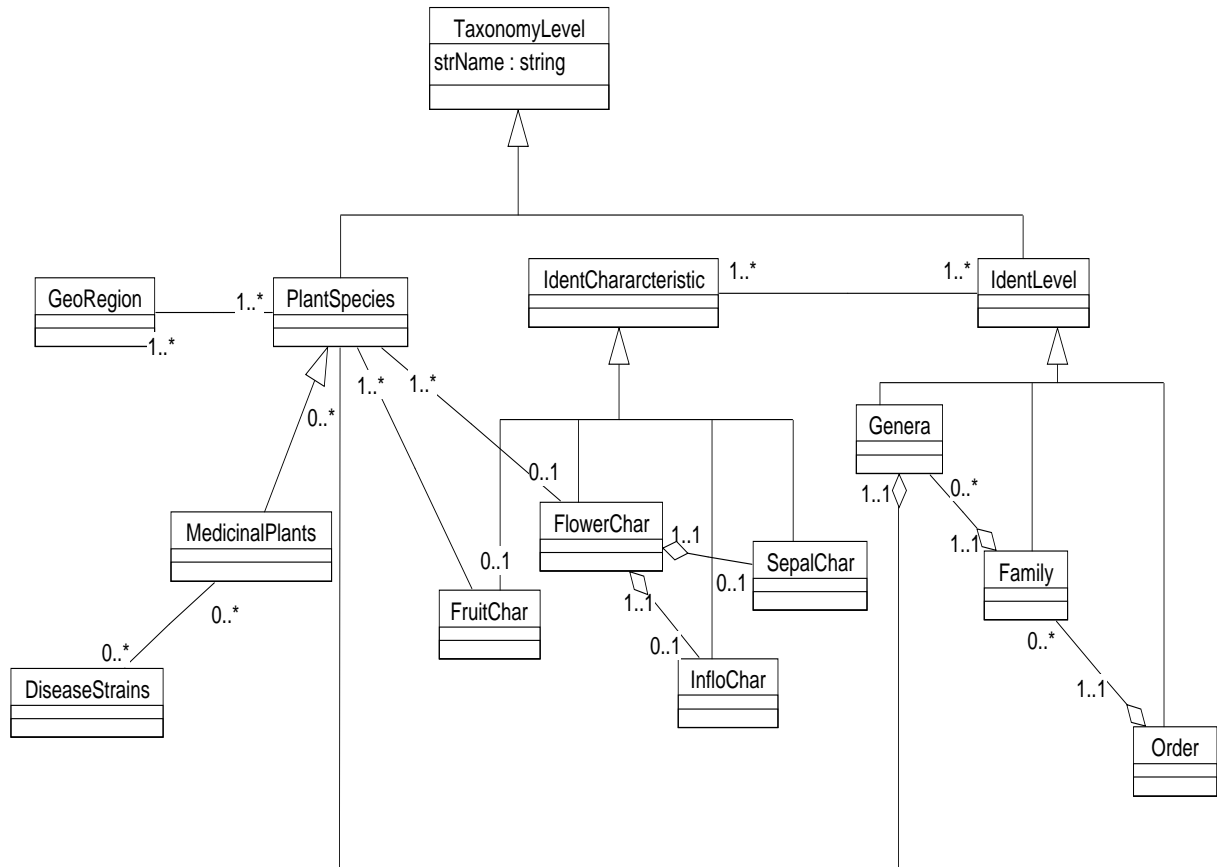 TaxonomyLevel
strName : string
GeoRegion
1..*
1..*
PlantSpecies
IdentChararcteristic
1..*
1..*
IdentLevel
0..*
1..*
1..*
0..1
0..1
MedicinalPlants
0..*
0..*
DiseaseStrains
FruitChar
FlowerChar
1..1
0..1
SepalChar
1..1
0..1
InfloChar
Genera
1..1
0..*
1..1
Family
0..*
1..1
Order